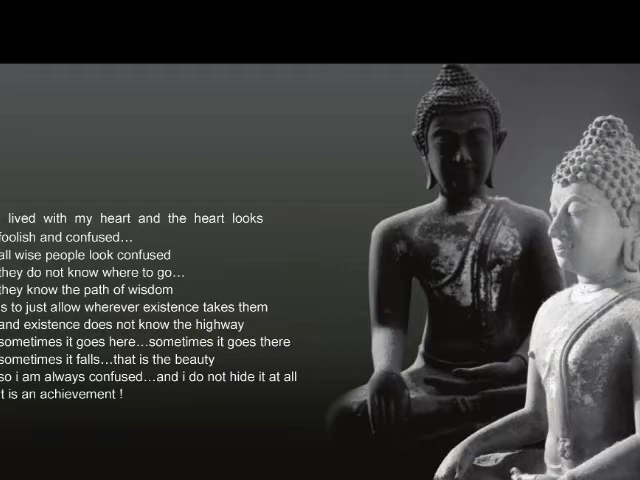 lived with my heart and the heart looks
foolish and confused...
all wise people look confused
they do not know where to go...
they know the path of wisdom
is to just allow wherever existence takes them
and existence does not know the highway
sometimes it goes here...sometimes it goes there
sometimes it falls...that is the beauty
so i am always confused...and i do not hide it at all
it is an achievement !